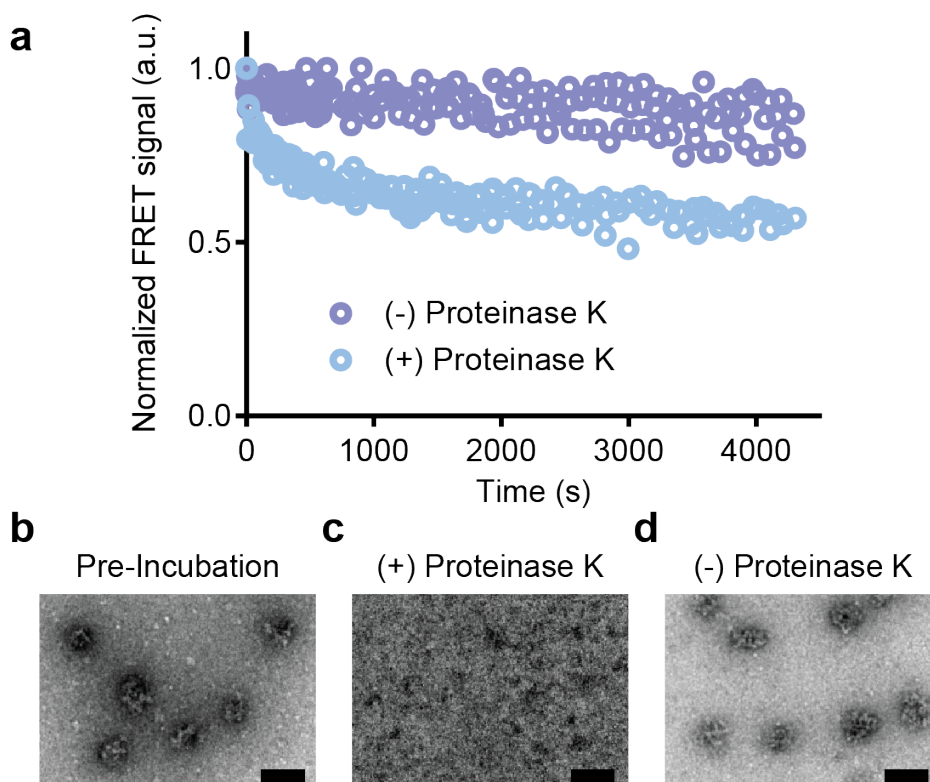 a
Normalized FRET signal (a.u.)
1.0
0.5
0.0
(-) Proteinase K
(+) Proteinase K
0 1000 2000 3000 4000
Time (s)
b c d
Pre-Incubation (+) Proteinase K (-) Proteinase K